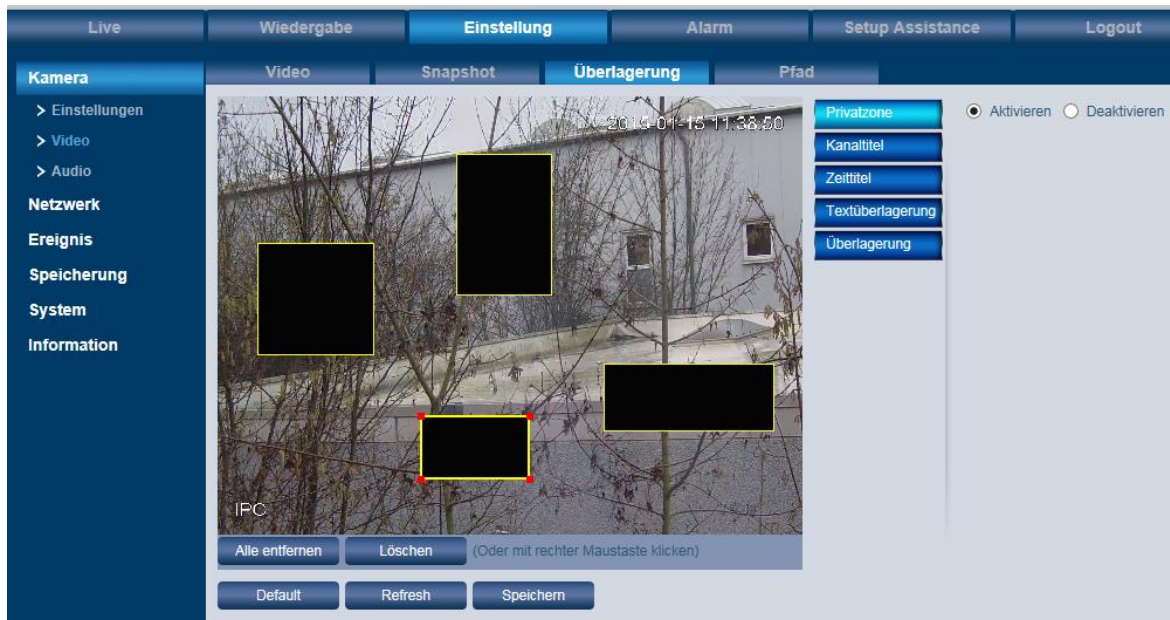 Live Wiedergabe Einstellung Alarm Setup Assistance Logout
Kamera
> Einstellungen
> Video
> Audio
Netzwerk
Ereignis
Speicherung
System
Information
Video Snapshot Überlagerung Pfad
2015-01-15 11:38:50
IPC
Privatzone
Kanaltitel
Zeittitel
Textüberlagerung
Überlagerung
Aktivieren Deaktivieren
Alle entfernen Löschen (Oder mit rechter Maustaste klicken)
Default Refresh Speichern